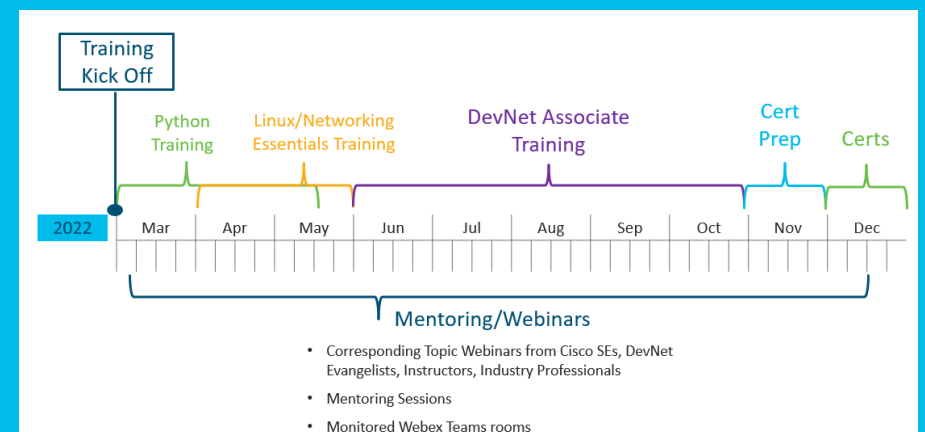 Training
Kick Off
Python
Training
Linux/Networking
Essentials Training
DevNet Associate
Training
Cert
Prep
Certs
2022
Mar
Apr
May
Jun
Jul
Aug
Sep
Oct
Nov
Dec
Mentoring/Webinars
• Corresponding Topic Webinars from Cisco SEs, DevNet
Evangelists, Instructors, Industry Professionals
• Mentoring Sessions
• Monitored Webex Teams rooms